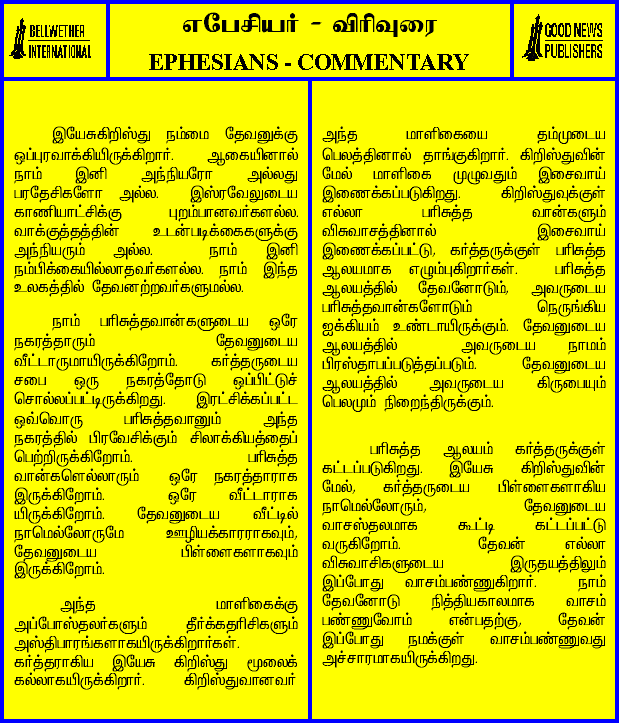 BELLWETHER
INTERNATIONAL
எபேசியர் - விரிவுரை
EPHESIANS - COMMENTARY
GOOD NEWS
PUBLISHERS
இயேசுகிறிஸ்து நம்மை தேவனுக்கு
ஒப்புரவாக்கியிருக்கிறார். ஆகையினால்
நாம் இனி அந்நியரோ அல்லது
பரதேசிகளோ அல்ல. இஸ்ரவேலுடைய
காணியாட்சிக்கு புறம்பானவர்களல்ல.
வாக்குத்தத்தின் உடன்படிக்கைகளுக்கு
அந்நியரும் அல்ல. நாம் இனி
நம்பிக்கையில்லாதவர்களல்ல. நாம் இந்த
உலகத்தில் தேவனற்றவர்களுமல்ல.
நாம் பரிசுத்தவான்களுடைய ஒரே
நகரத்தாரும் தேவனுடைய
வீட்டாருமாயிருக்கிறோம். கர்த்தருடைய
சபை ஒரு நகரத்தோடு ஒப்பிட்டுச்
சொல்லப்பட்டிருக்கிறது. இரட்சிக்கப்பட்ட
ஒவ்வொரு பரிசுத்தவானும் அந்த
நகரத்தில் பிரவேசிக்கும் சிலாக்கியத்தைப்
பெற்றிருக்கிறோம். பரிசுத்த
வான்களெல்லாரும் ஒரே நகரத்தாராக
இருக்கிறோம். ஒரே வீட்டாராக
யிருக்கிறோம். தேவனுடைய வீட்டில்
நாமெல்லோருமே ஊழியக்காரராகவும்,
தேவனுடைய பிள்ளைகளாகவும்
இருக்கிறோம்.
அந்த மாளிகைக்கு
அப்போஸ்தலர்களும் தீர்க்கதரிசிகளும்
அஸ்திபாரங்களாகயிருக்கிறார்கள்.
கர்த்தராகிய இயேசு கிறிஸ்து மூலைக்
கல்லாகயிருக்கிறார். கிறிஸ்துவானவர்
அந்த மாளிகையை தம்முடைய
பெலத்தினால் தாங்குகிறார். கிறிஸ்துவின்
மேல் மாளிகை முழுவதும் இசைவாய்
இணைக்கப்படுகிறது. கிறிஸ்துவுக்குள்
எல்லா பரிசுத்த வான்களும்
விசுவாசத்தினால் இசைவாய்
இணைக்கப்பட்டு, கர்த்தருக்குள் பரிசுத்த
ஆலயமாக எழும்புகிறார்கள். பரிசுத்த
ஆலயத்தில் தேவனோடும், அவருடைய
பரிசுத்தவான்களோடும் நெருங்கிய
ஐக்கியம் உண்டாயிருக்கும். தேவனுடைய
ஆலயத்தில் அவருடைய நாமம்
பிரஸ்தாபப்படுத்தப்படும். தேவனுடைய
ஆலயத்தில் அவருடைய கிருபையும்
பெலமும் நிறைந்திருக்கும்.
பரிசுத்த ஆலயம் கர்த்தருக்குள்
கட்டப்படுகிறது. இயேசு கிறிஸ்துவின்
மேல், கர்த்தருடைய பிள்ளைகளாகிய
நாமெல்லோரும், தேவனுடைய
வாசஸ்தலமாக கூட்டி கட்டப்பட்டு
வருகிறோம். தேவன் எல்லா
விசுவாசிகளுடைய இருதயத்திலும்
இப்போது வாசம்பண்ணுகிறார். நாம்
தேவனோடு நித்தியகாலமாக வாசம்
பண்ணுவோம் என்பதற்கு, தேவன்
இப்போது நமக்குள் வாசம்பண்ணுவது
அச்சாரமாகயிருக்கிறது.